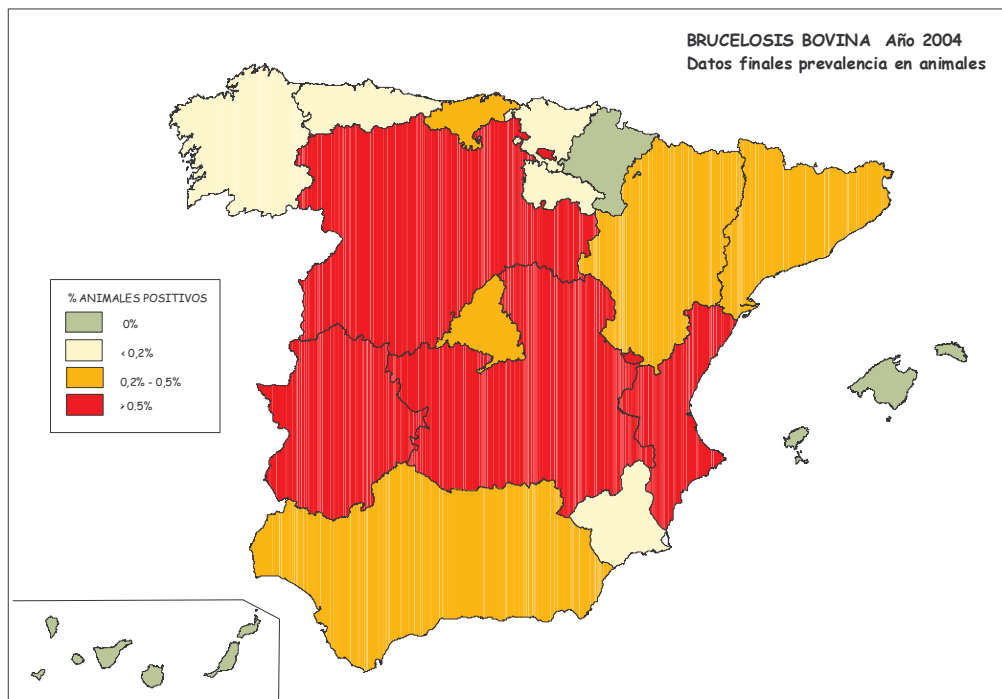 BRUCELOSIS BOVINA Año 2004
Datos finales prevalencia en animales
% ANIMALES POSITIVOS
0%
< 0,2%
0,2% - 0,5%
> 0,5%